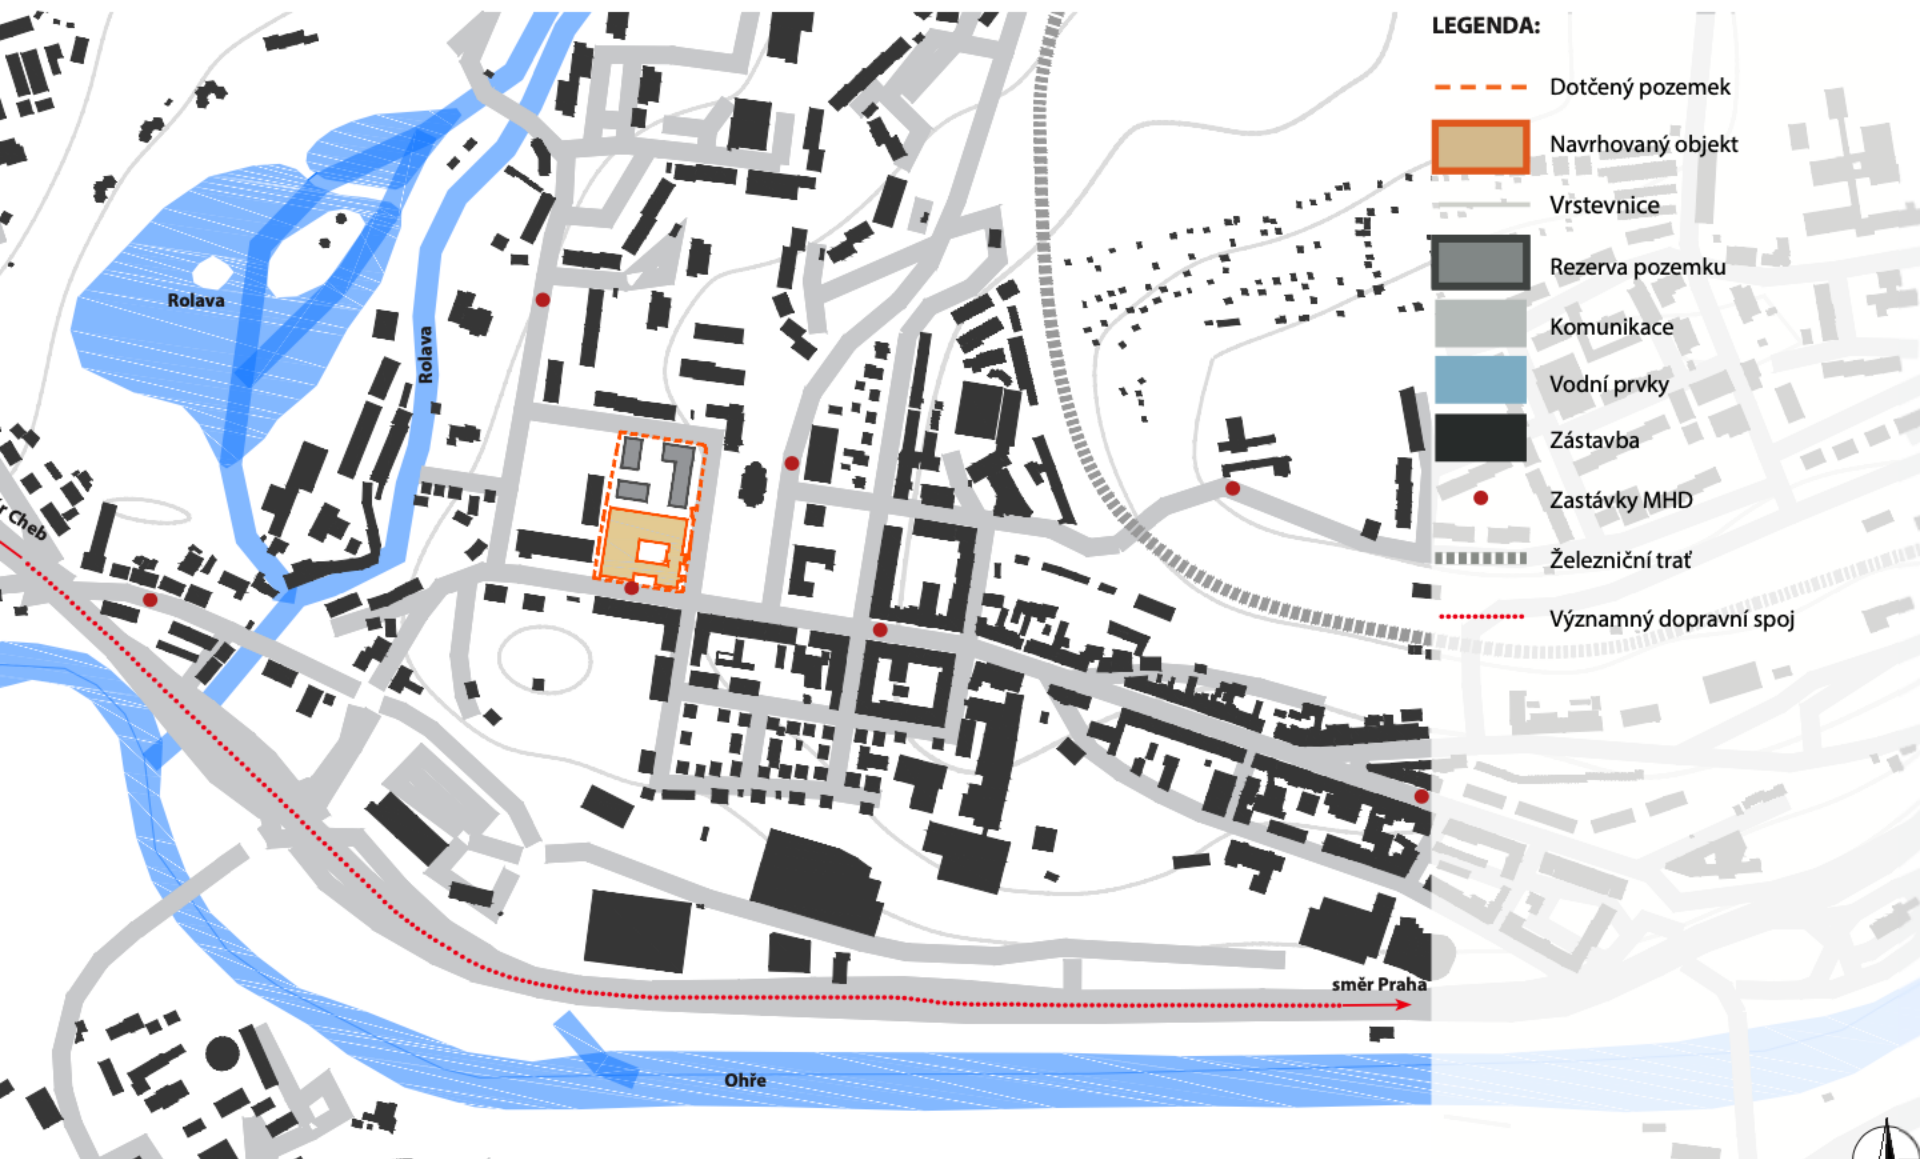 LEGENDA:
Dotčený pozemek
Navrhovaný objekt
Vrstevnice
Rezerva pozemku
Komunikace
Vodní prvky
Zástavba
Zastávky MHD
Železniční trať
Významný dopravní spoj
Rolava
Rolava
r Cheb
směr Praha
Ohře